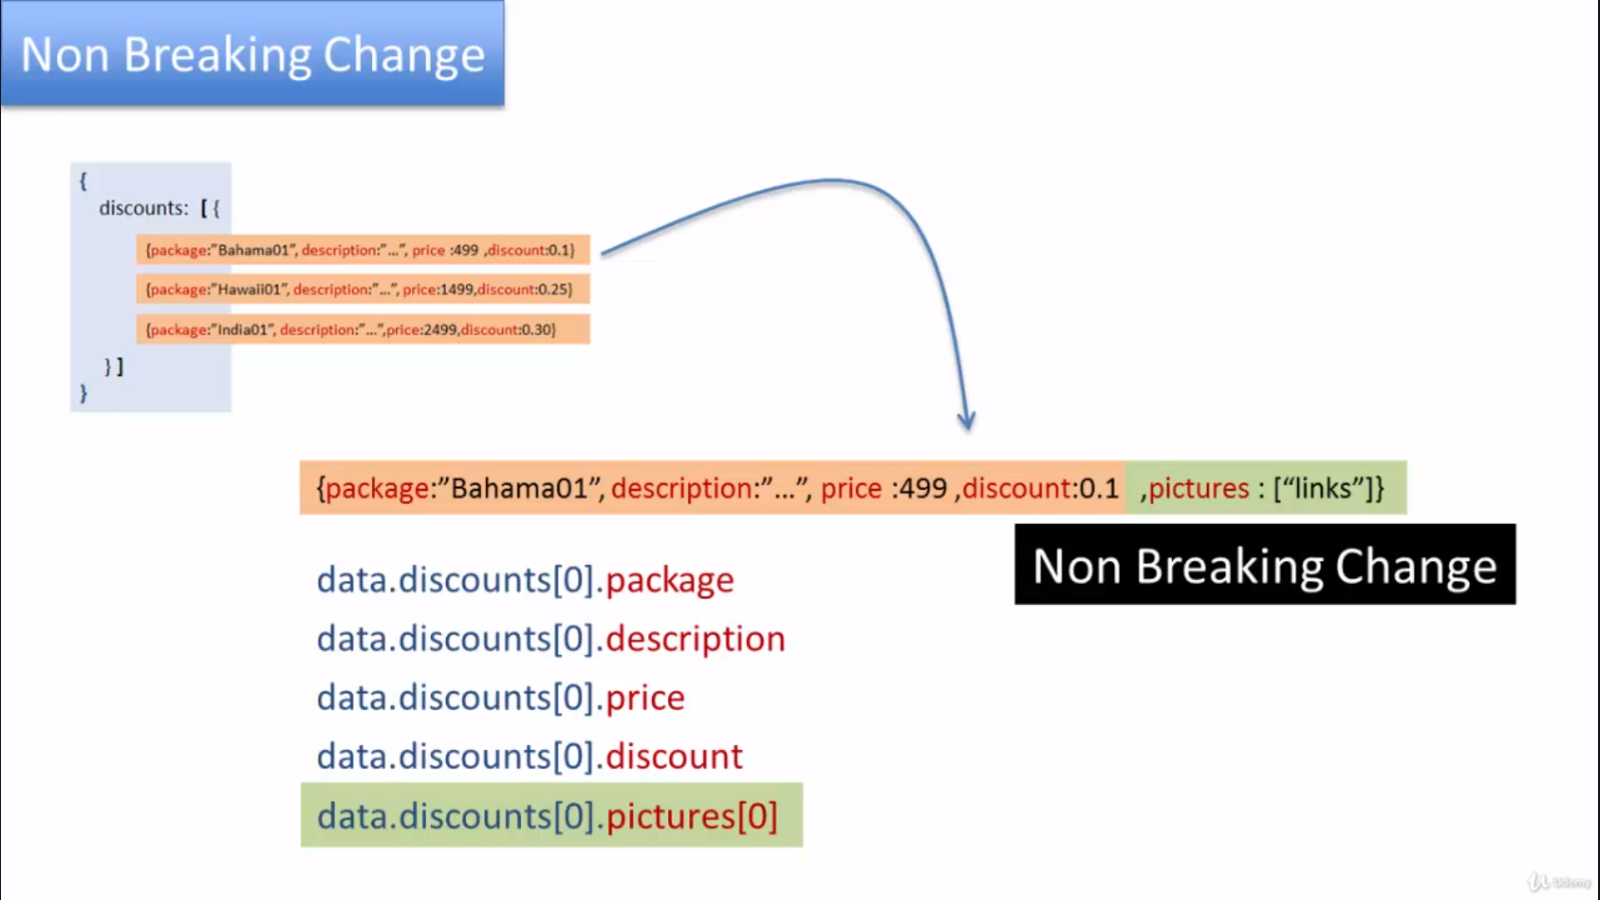 Non Breaking Change
{
discounts: [ {
{package:”Bahama01”, description:”...”, price :499 ,discount:0.1}
{package:”Hawaii01”, description:”...”, price:1499,discount:0.25}
{package:”India01”, description:”...”,price:2499,discount:0.30}
} ]
}
{package:”Bahama01”, description:”...”, price :499 ,discount:0.1 ,pictures : [“links”]}
Non Breaking Change
data.discounts[0].package
data.discounts[0].description
data.discounts[0].price
data.discounts[0].discount
data.discounts[0].pictures[0]
Udemy